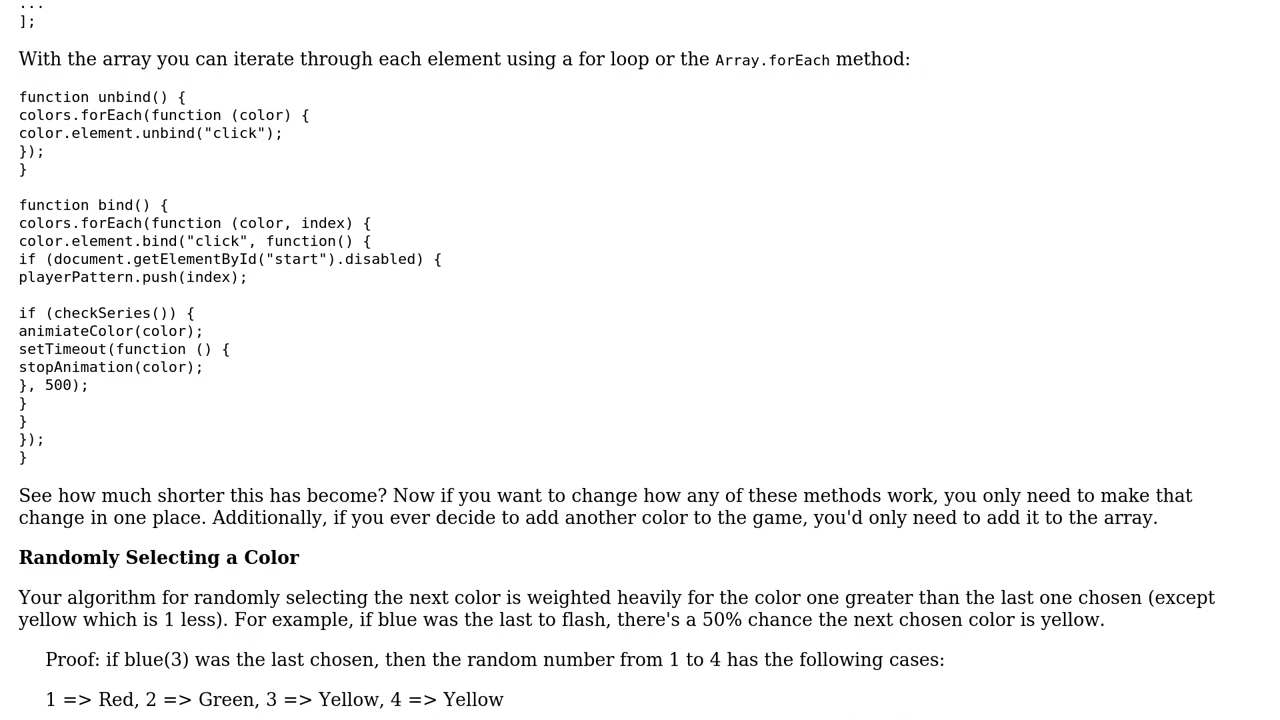 ...
];
With the array you can iterate through each element using a for loop or the Array.forEach method:
function unbind() {
colors.forEach(function (color) {
color.element.unbind("click");
});
}
function bind() {
colors.forEach(function (color, index) {
color.element.bind("click", function() {
if (document.getElementById("start").disabled) {
playerPattern.push(index);
if (checkSeries()) {
animiateColor(color);
setTimeout(function () {
stopAnimation(color);
}, 500);
}
}
});
}
See how much shorter this has become? Now if you want to change how any of these methods work, you only need to make that
change in one place. Additionally, if you ever decide to add another color to the game, you'd only need to add it to the array.
Randomly Selecting a Color
Your algorithm for randomly selecting the next color is weighted heavily for the color one greater than the last one chosen (except
yellow which is 1 less). For example, if blue was the last to flash, there's a 50% chance the next chosen color is yellow.
Proof: if blue(3) was the last chosen, then the random number from 1 to 4 has the following cases:
1 => Red, 2 => Green, 3 => Yellow, 4 => Yellow